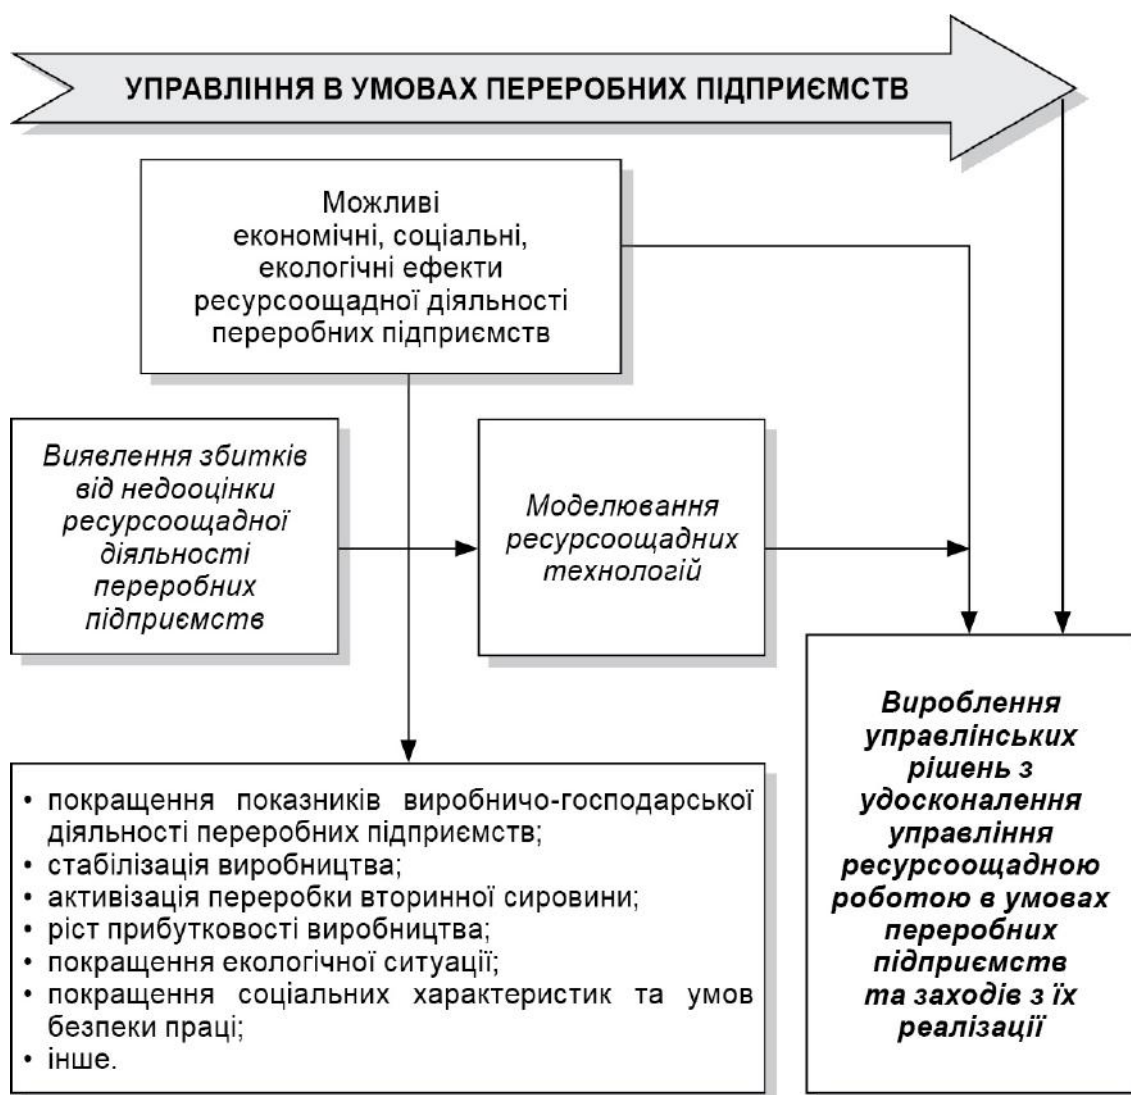 УПРАВЛІННЯ В УМОВАХ ПЕРЕРОБНИХ ПІДПРИЄМСТВ
Можливі
економічні, соціальні,
екологічні ефекти
ресурсоощадної діяльності
переробних підприємств
Виявлення збитків
від недооцінки
ресурсоощадної
діяльності
переробних
підприємств
Моделювання
ресурсоощадних
технологій
• покращення показників виробничо-господарської
діяльності переробних підприємств;
• стабілізація виробництва;
• активізація переробки вторинної сировини;
• ріст прибутковості виробництва;
• покращення екологічної ситуації;
• покращення соціальних характеристик та умов
безпеки праці;
• інше.
Вироблення
управлінських
рішень з
удосконалення
управління
ресурсоощадною
роботою в умовах
переробних
підприємств
та заходів з їх
реалізації